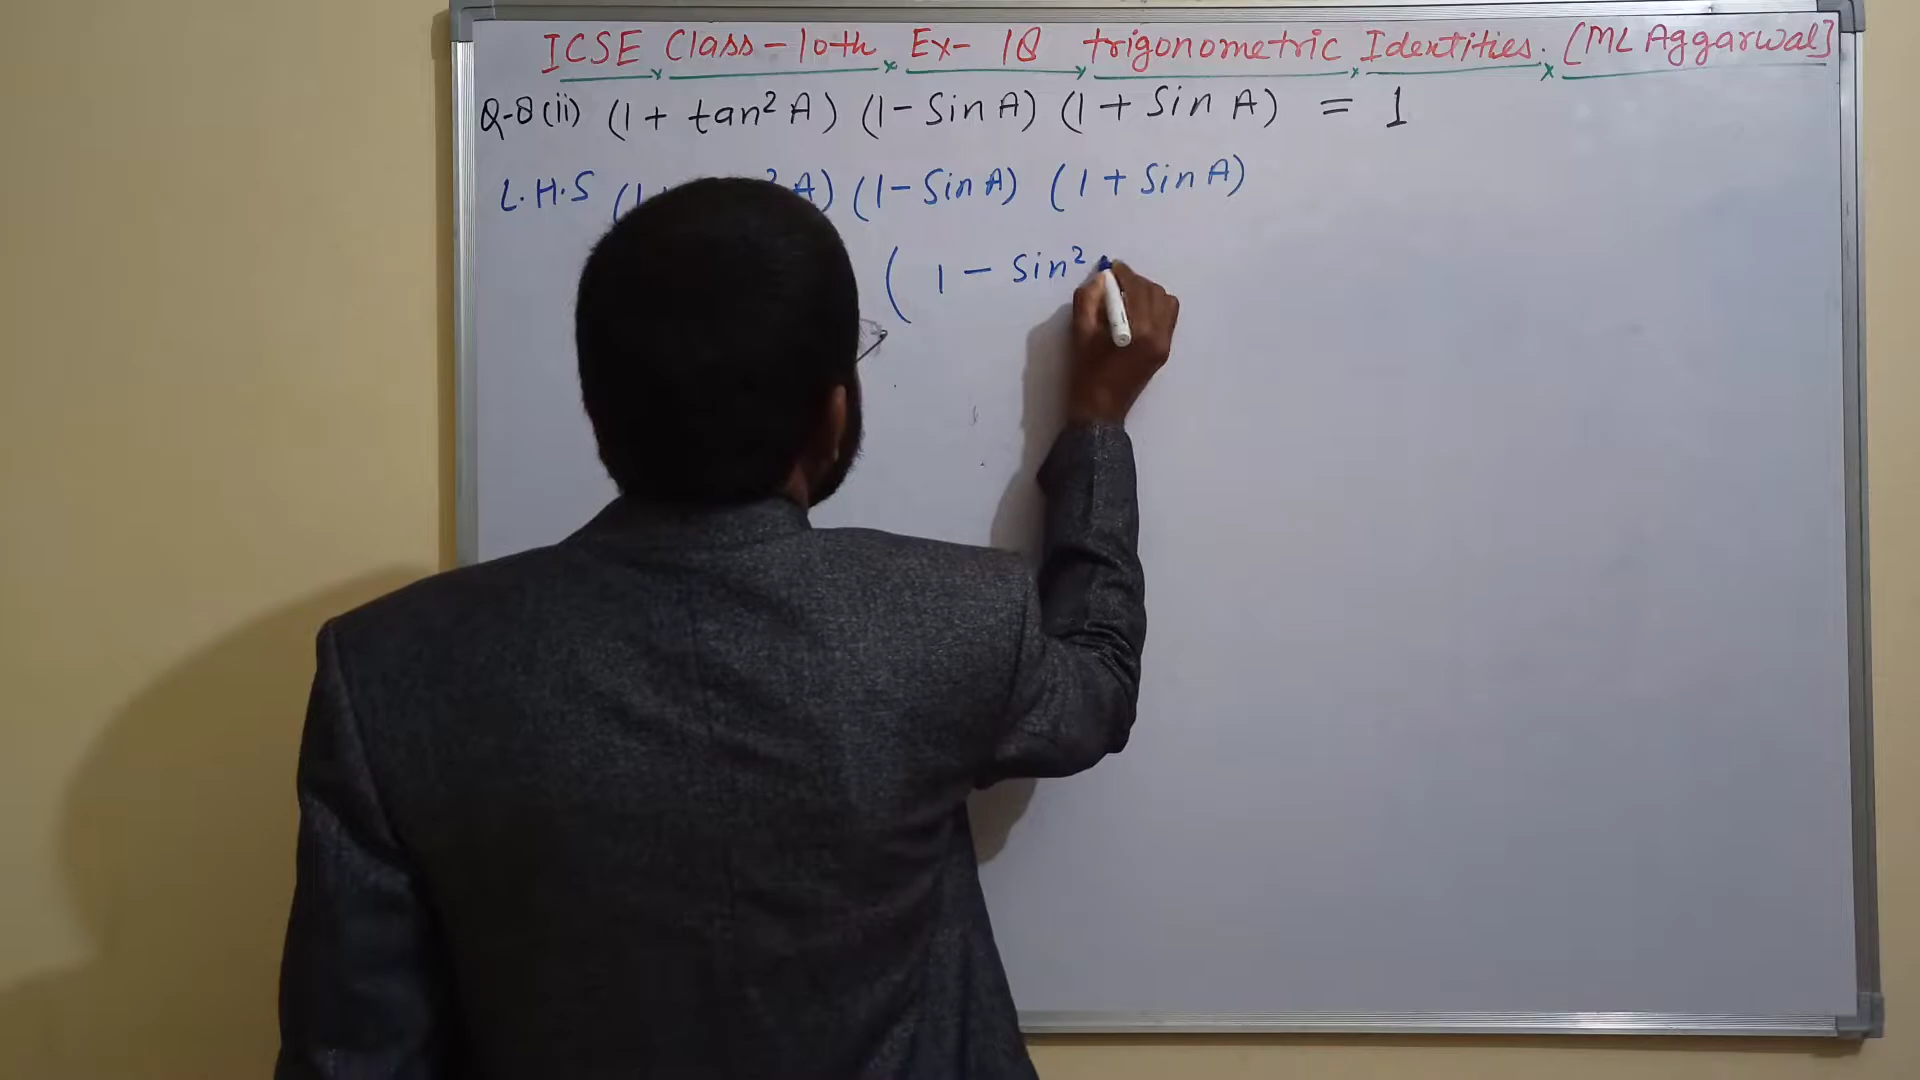 ICSE Class-10th Ex- 18 trigonometric Identities. [ML Aggarwal]
Q-8(ii) (1 + tan² A) (1 - Sin A) (1 + Sin A) = 1
L.H.S (1 ² A) (1 - Sin A) (1 + Sin A)
( 1 - Sin²